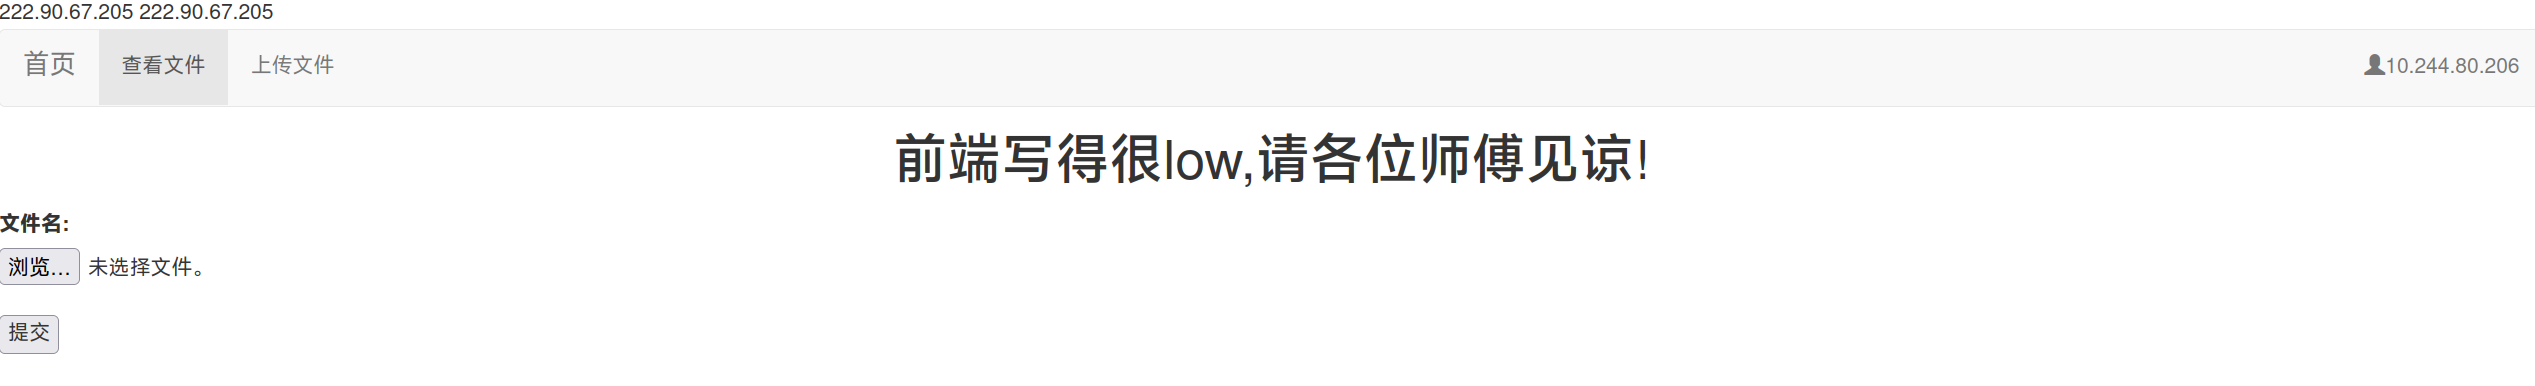 222.90.67.205 222.90.67.205
首页 查看文件 上传文件 10.244.80.206
前端写得很low,请各位师傅见谅!
文件名:
浏览... 未选择文件。
提交